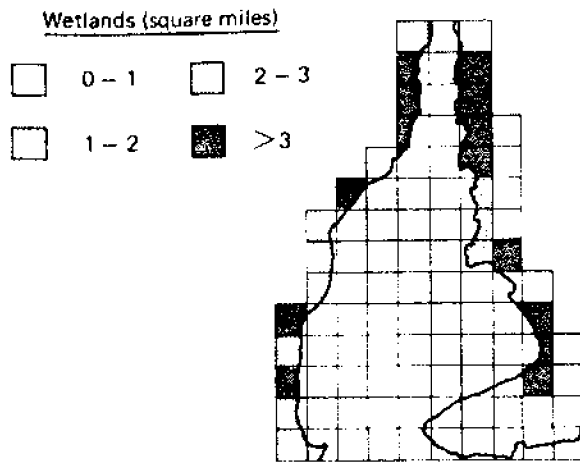 Wetlands (square miles)
0 – 1
2 – 3
1 – 2
>3